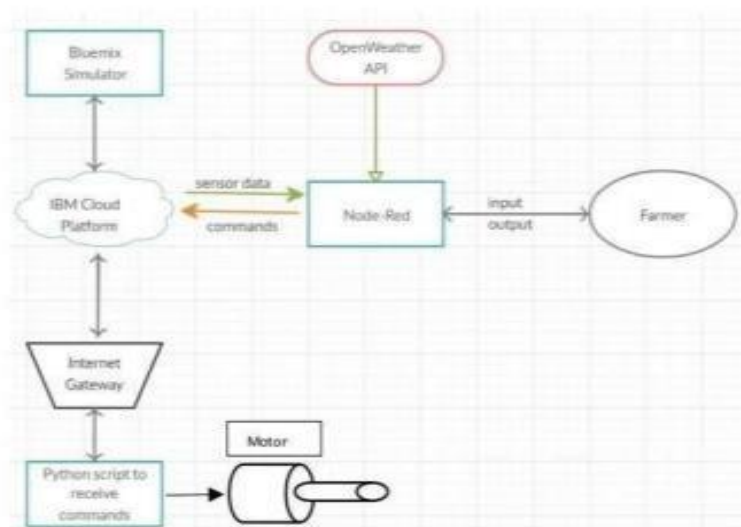 Bluemix
Simulator
OpenWeather
API
sensor data
IBM Cloud
Platform
commands
Node-Red
input
output
Farmer
Internet
Gateway
Motor
Python script to
receive
commands